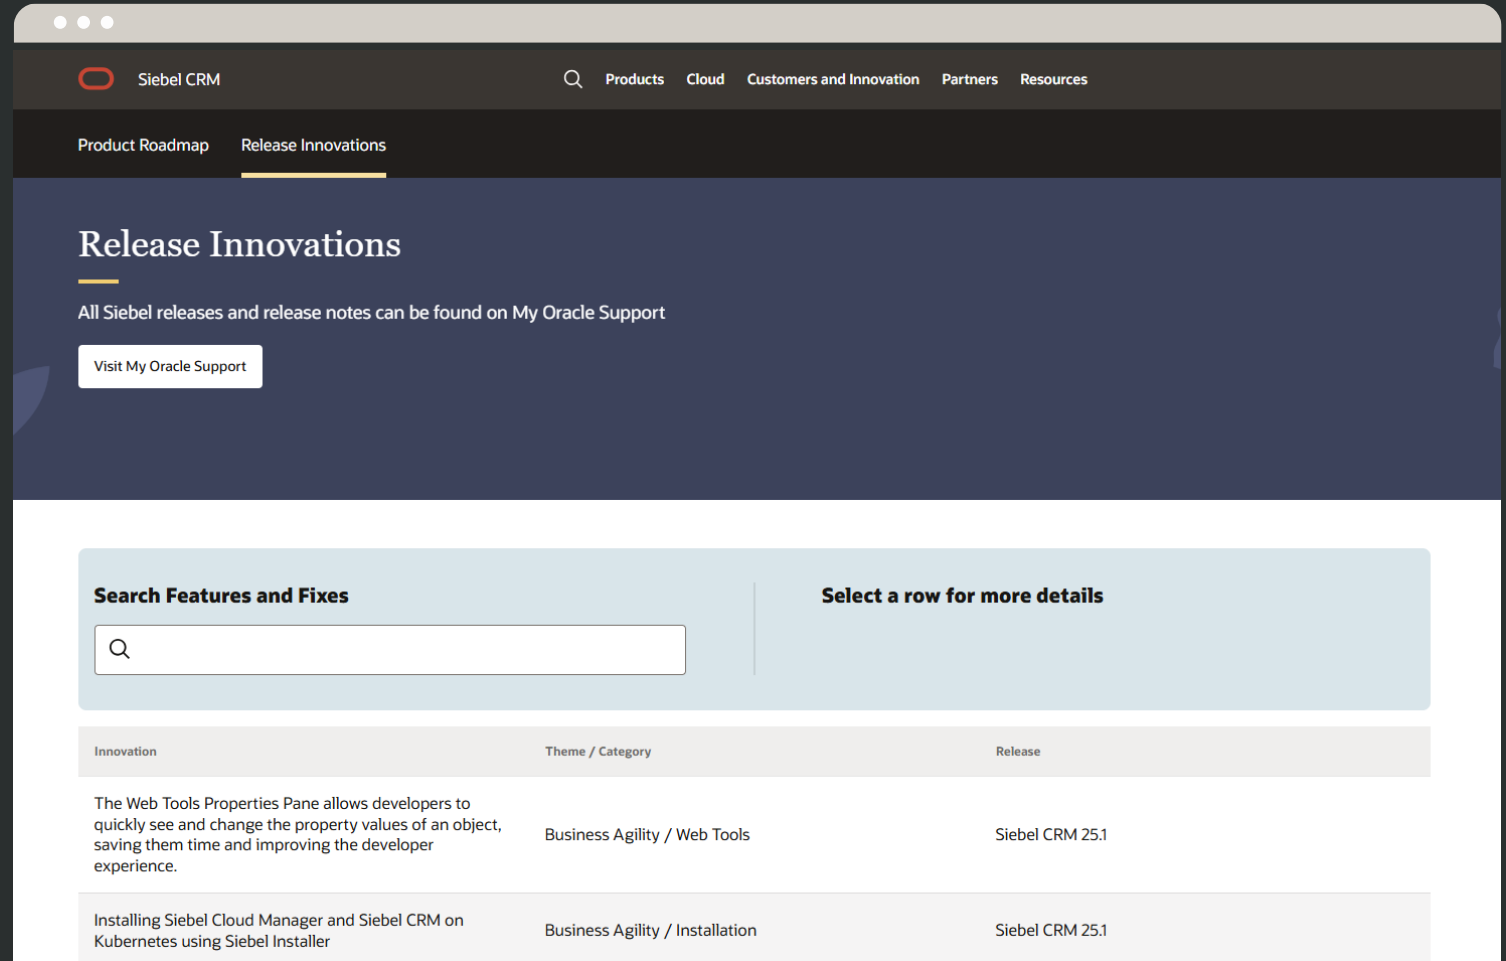 Siebel CRM
Products
Cloud
Customers and Innovation
Partners
Resources
Product Roadmap
Release Innovations
Release Innovations
All Siebel releases and release notes can be found on My Oracle Support
Visit My Oracle Support
Search Features and Fixes
Select a row for more details
Innovation
Theme / Category
Release
The Web Tools Properties Pane allows developers to
quickly see and change the property values of an object,
saving them time and improving the developer
experience.
Business Agility / Web Tools
Siebel CRM 25.1
Installing Siebel Cloud Manager and Siebel CRM on
Kubernetes using Siebel Installer
Business Agility / Installation
Siebel CRM 25.1